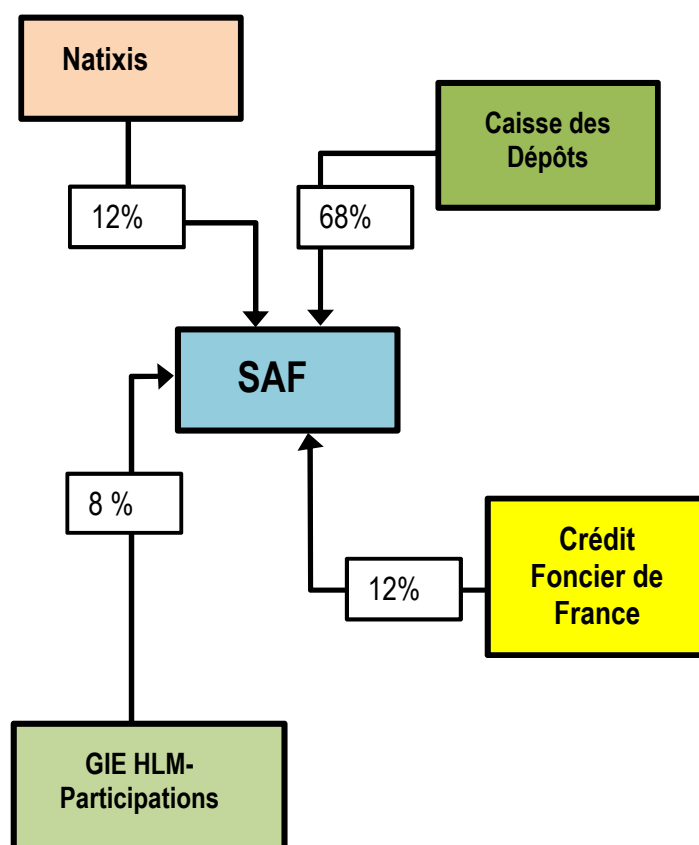 Natixis
Caisse des
Dépôts
12%
68%
SAF
8 %
12%
Crédit
Foncier de
France
GIE HLM-
Participations